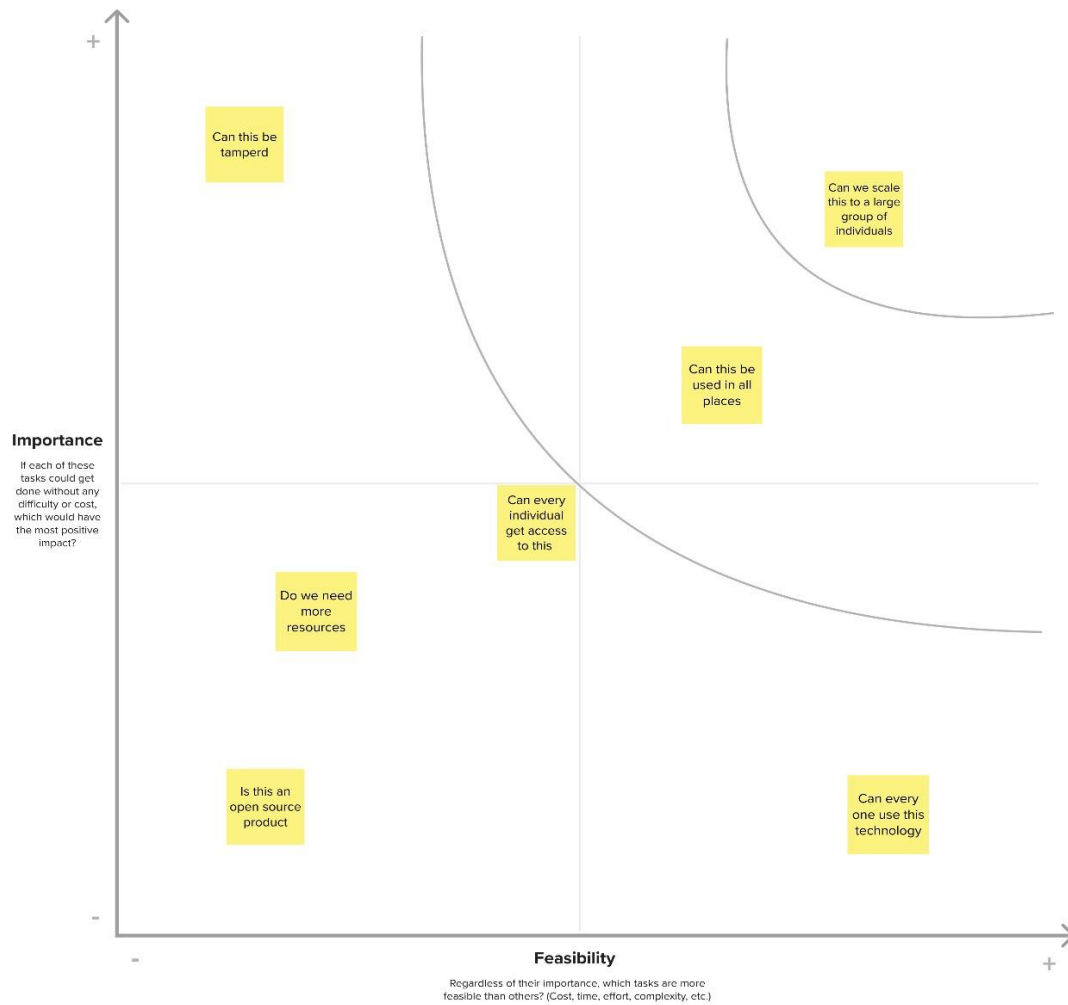 +
Can this be
tamperd
Can we scale
this to a large
group of
individuals
Can this be
used in all
places
Importance
If each of these
tasks could get
done without any
difficulty or cost,
which would have
the most positive
impact?
Can every
individual
get access
to this
Do we need
more
resources
Is this an
open source
product
Can every
one use this
technology
-
-
Feasibility
+
Regardless of their importance, which tasks are more
feasible than others? (Cost, time, effort, complexity, etc.)